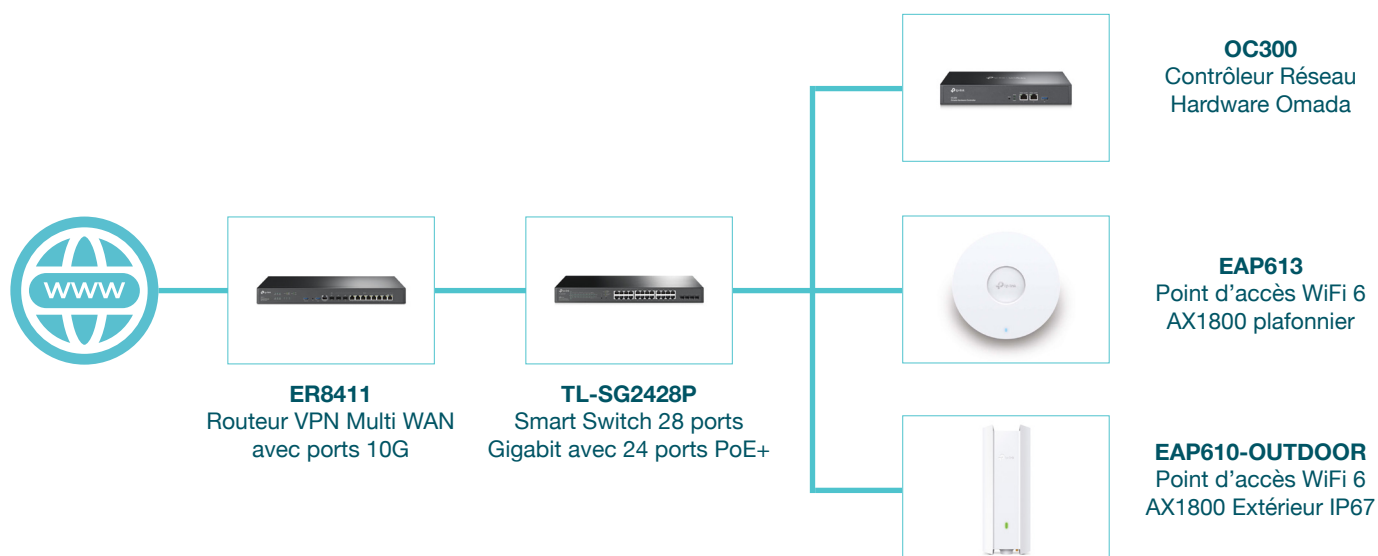 WWW
ER8411
Routeur VPN Multi WAN
avec ports 10G
TL-SG2428P
Smart Switch 28 ports
Gigabit avec 24 ports PoE+
OC300
Contrôleur Réseau
Hardware Omada
EAP613
Point d’accès WiFi 6
AX1800 plafonnier
EAP610-OUTDOOR
Point d’accès WiFi 6
AX1800 Extérieur IP67